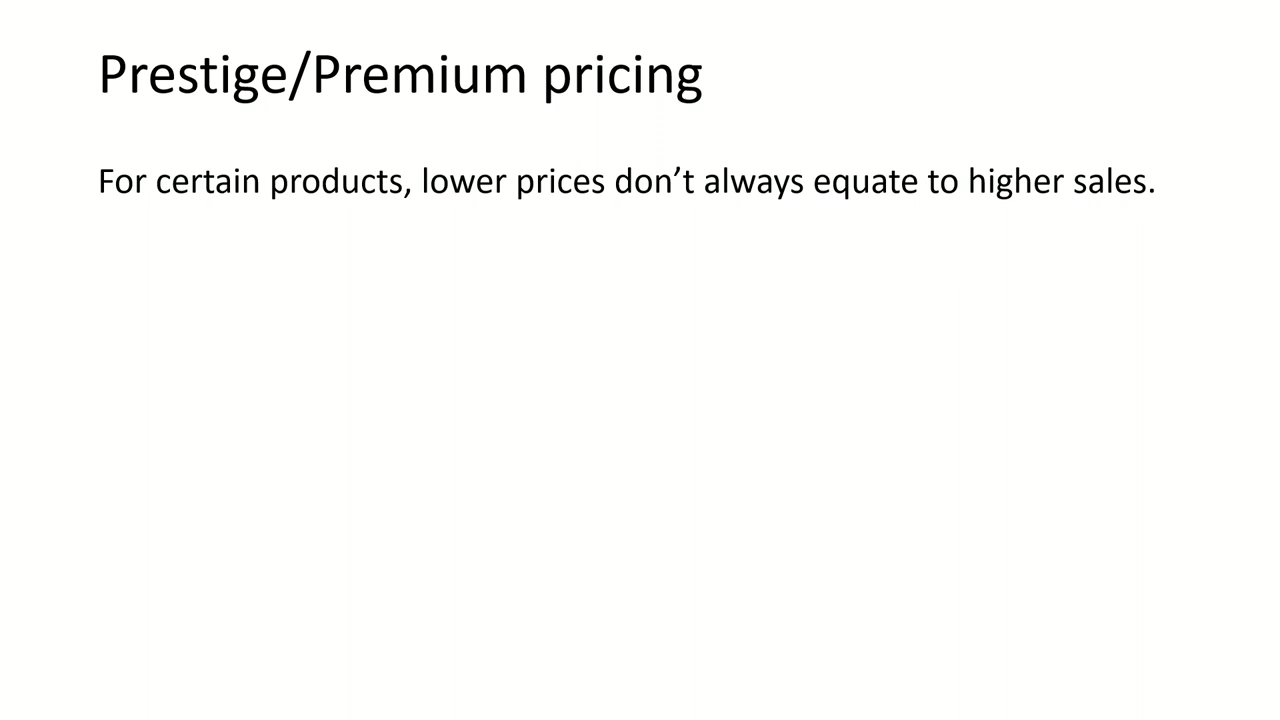 Prestige/Premium pricing
For certain products, lower prices don’t always equate to higher sales.